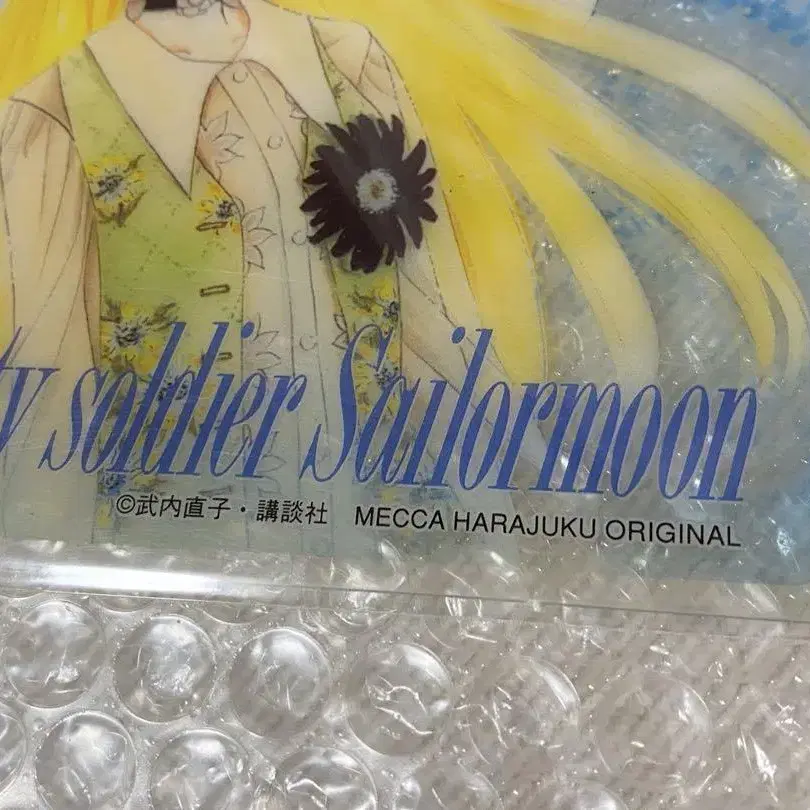 ty soldier Sailormoon
©武内直子・講談社 MECCA HARAJUKU ORIGINAL